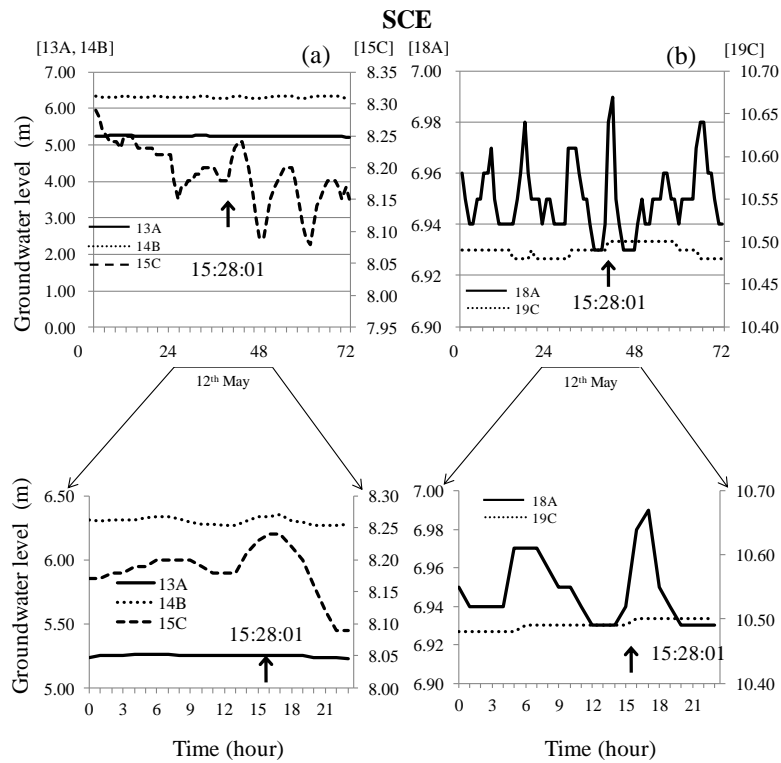 SCE
[13A, 14B] (a) [15C]
[18A] (b) [19C]
Groundwater level (m)
7.00
6.00
5.00
4.00
3.00
2.00
1.00
0.00
8.35
8.30
8.25
8.20
8.15
8.10
8.05
8.00
7.95
13A
14B
15C
15:28:01
0 24 48 72
12th May
7.00
6.98
6.96
6.94
6.92
6.90
10.70
10.65
10.60
10.55
10.50
10.45
10.40
18A
19C
15:28:01
0 24 48 72
12th May
Groundwater level (m)
6.50
6.00
5.50
5.00
8.30
8.25
8.20
8.15
8.10
8.05
8.00
13A
14B
15C
15:28:01
0 3 6 9 12 15 18 21
Time (hour)
7.00
6.98
6.96
6.94
6.93
6.92
6.90
10.70
10.60
10.50
10.40
18A
19C
15:28:01
0 3 6 9 12 15 18 21
Time (hour)